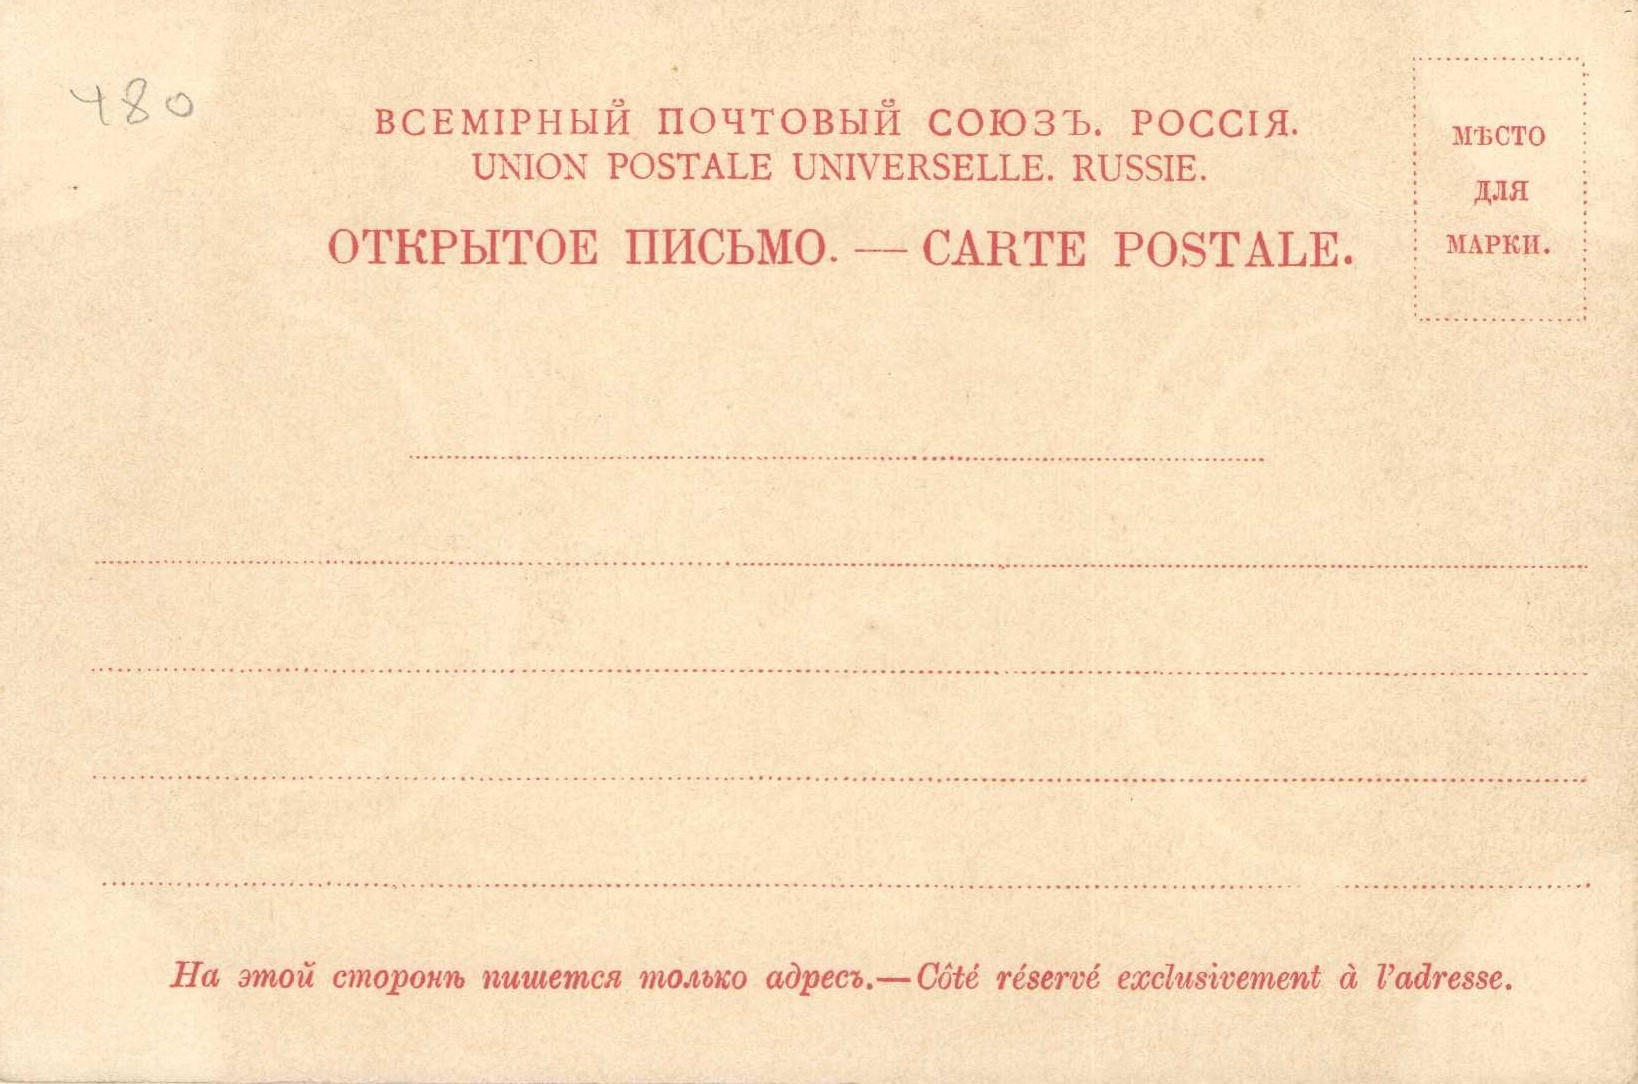 480
ВСЕМІРНЫЙ ПОЧТОВЫЙ СОЮЗЪ. РОССІЯ.
UNION POSTALE UNIVERSELLE. RUSSIE.
ОТКРЫТОЕ ПИСЬМО. — CARTE POSTALE.
МѢСТО
ДЛЯ
МАРКИ.
На этой сторонѣ пишется только адресъ.—Côté réservé exclusivement à l'adresse.